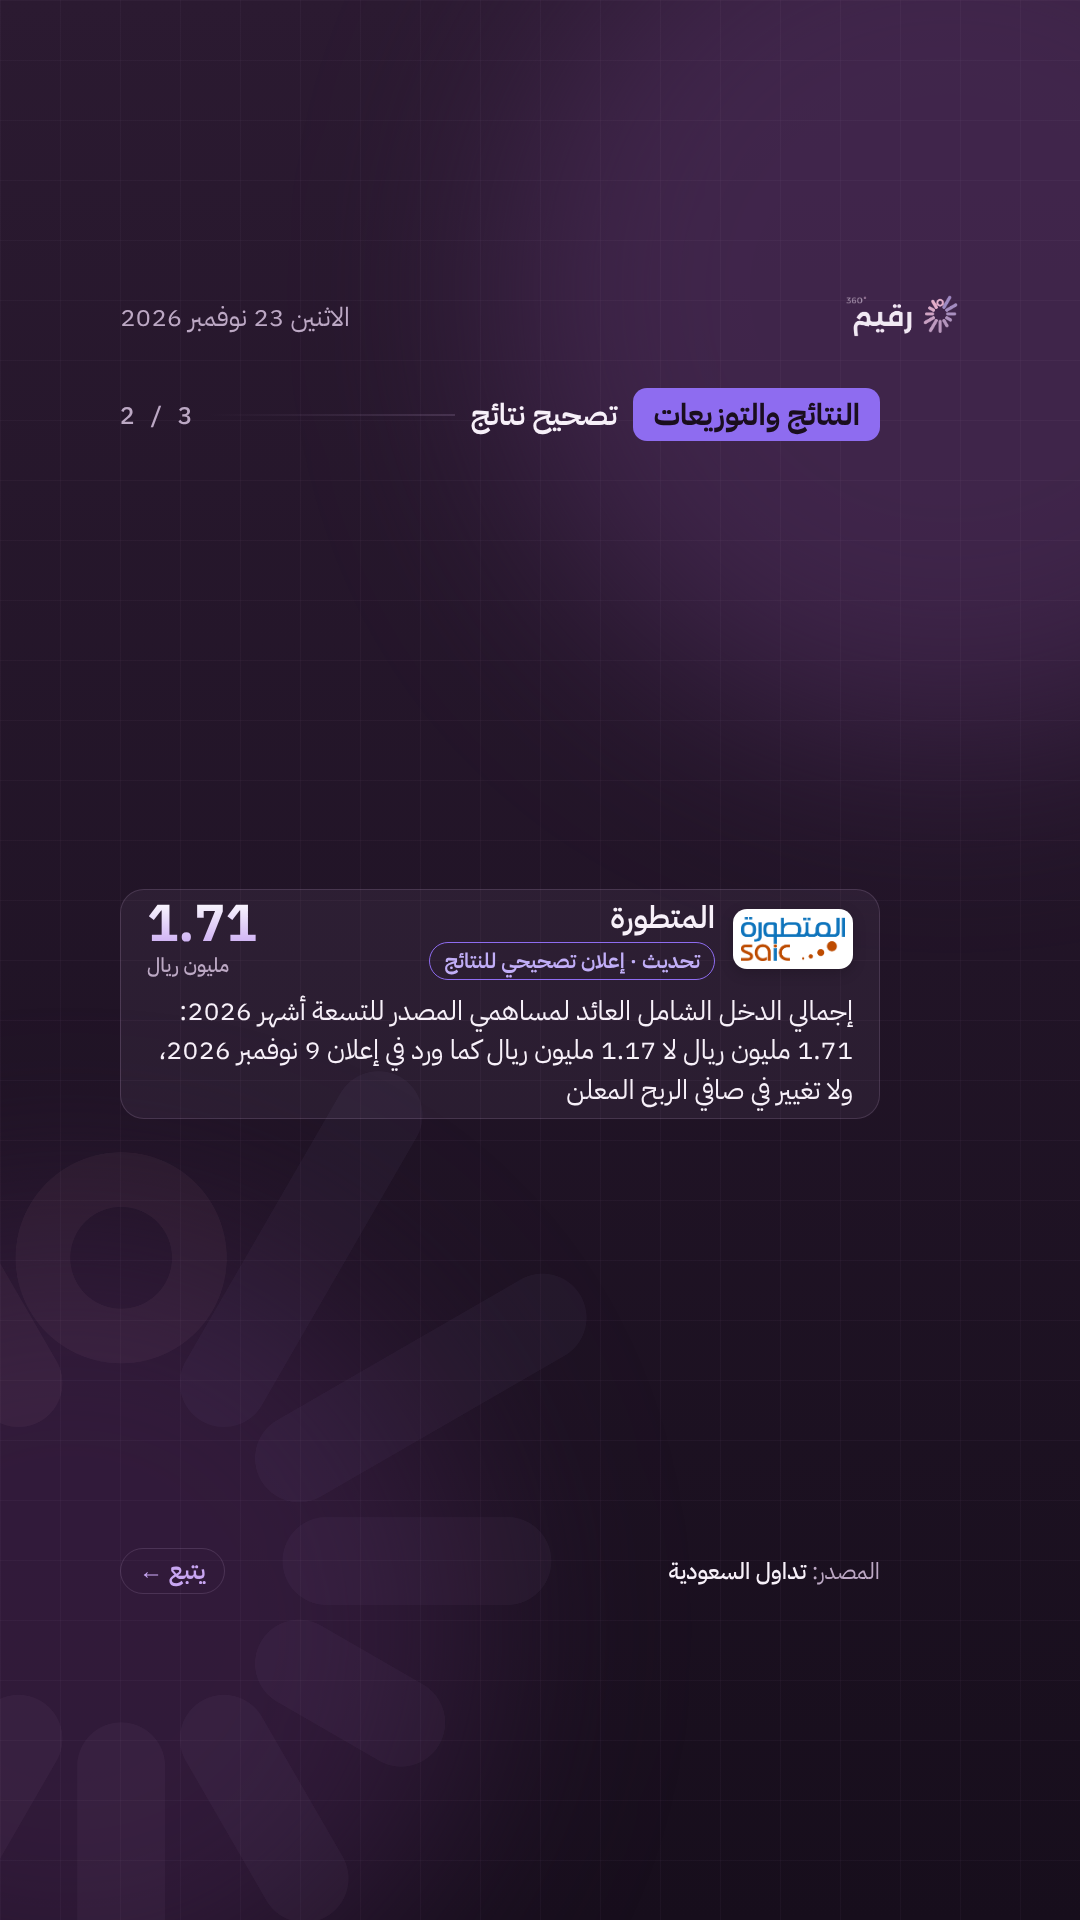 رقيم
360°
الاثنين 23 نوفمبر 2026
النتائج والتوزيعات تصحيح نتائج
2 / 3
المتطورة
saic
المتطورة
تحديث · إعلان تصحيحي للنتائج
1.71
مليون ريال
إجمالي الدخل الشامل العائد لمساهمي المصدر للتسعة أشهر 2026:
1.71 مليون ريال لا 1.17 مليون ريال كما ورد في إعلان 9 نوفمبر 2026،
ولا تغيير في صافي الربح المعلن
المصدر: تداول السعودية
يتبع ←